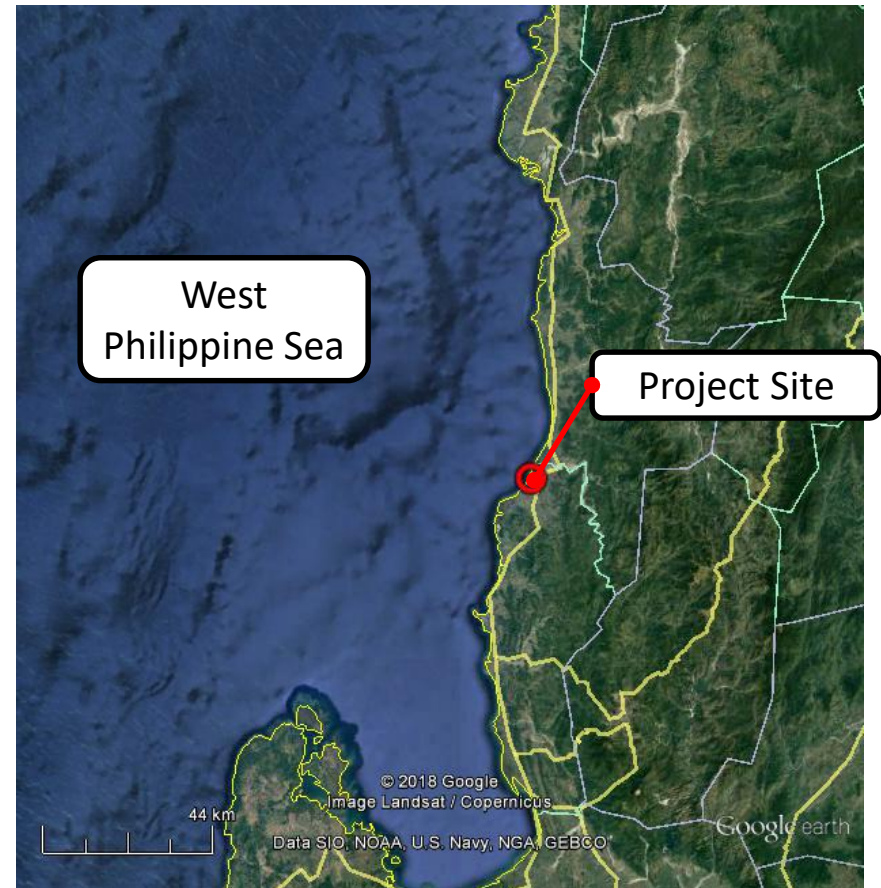 West
Philippine Sea
Project Site
© 2018 Google
Image Landsat / Copernicus
44 km
Data SIO, NOAA, U.S. Navy, NGA, GEBCO
Google earth